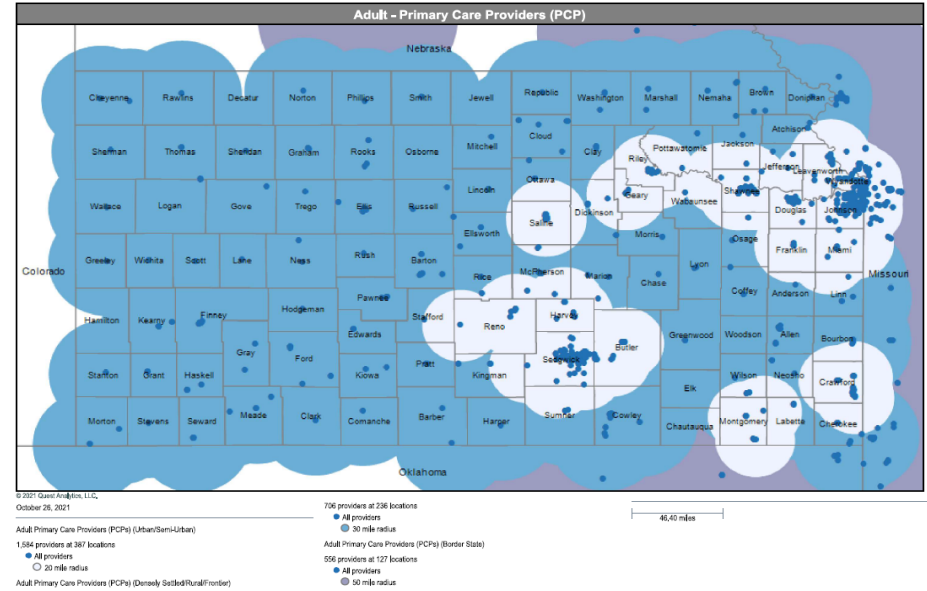 Adult - Primary Care Providers (PCP)
Nebraska
Cheyenne Rawlins Decatur Norton Phillips Smith Jewell Republic Washington Marshall Nemaha Brown Doniphan
Atchison
Cloud
Sherman Thomas Sheridan Graham Rooks Osborne Mitchell Clay Riley Pottawatomie Jackson
Jefferson Leavenworth
Ottawa
Wyandotte
Lincoln
Geary Shawnee
Wallace Logan Gove Trego Ellis Russell Wabaunsee
Saline Dickinson Douglas Johnson
Ellsworth Morris Osage
Franklin Miami
Greeley Wichita Scott Lane Ness Rush Barton Lyon
Colorado Missouri
Rice McPherson Marion Chase
Coffey Anderson Linn
Pawnee
Hamilton Kearny Finney Hodgeman Stafford Reno Harvey
Edwards Greenwood Woodson Allen Bourbon
Gray Ford Sedgwick Butler
Stanton Grant Haskell Kiowa Pratt Kingman Wilson Neosho Crawford
Elk
Morton Stevens Seward Meade Clark Comanche Barber Harper Sumner Cowley Chautauqua Montgomery Labette Cherokee
Oklahoma
© 2021 Quest Analytics, LLC.
October 26, 2021
Adult Primary Care Providers (PCPs) (Urban/Semi-Urban)
1,584 providers at 387 locations
All providers
20 mile radius
Adult Primary Care Providers (PCPs) (Densely Settled/Rural/Frontier)
706 providers at 236 locations
All providers
30 mile radius
Adult Primary Care Providers (PCPs) (Border State)
556 providers at 127 locations
All providers
50 mile radius
46.40 miles